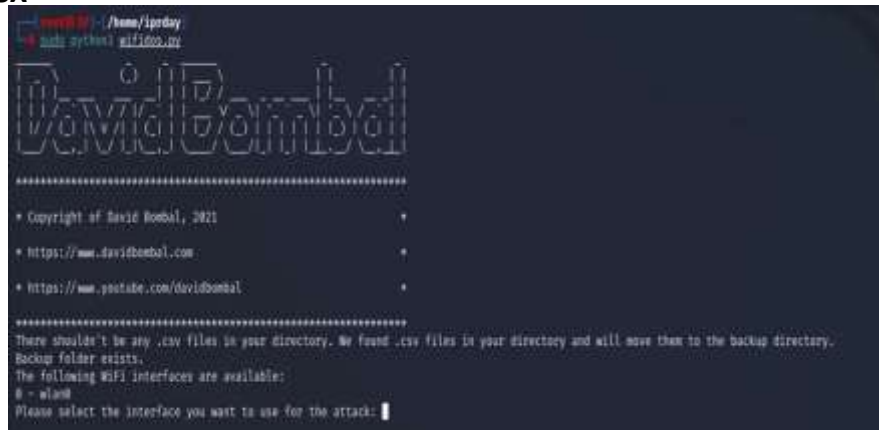 /home/iprday
sudo python3 wifidos.py
DavidBombal
****************************************************************
* Copyright of David Bombal, 2021 *
* https://www.davidbombal.com *
* https://www.youtube.com/davidbombal *
****************************************************************
There shouldn't be any .csv files in your directory. We found .csv files in your directory and will move them to the backup directory.
Backup folder exists.
The following WiFi interfaces are available:
0 - wlan0
Please select the interface you want to use for the attack: